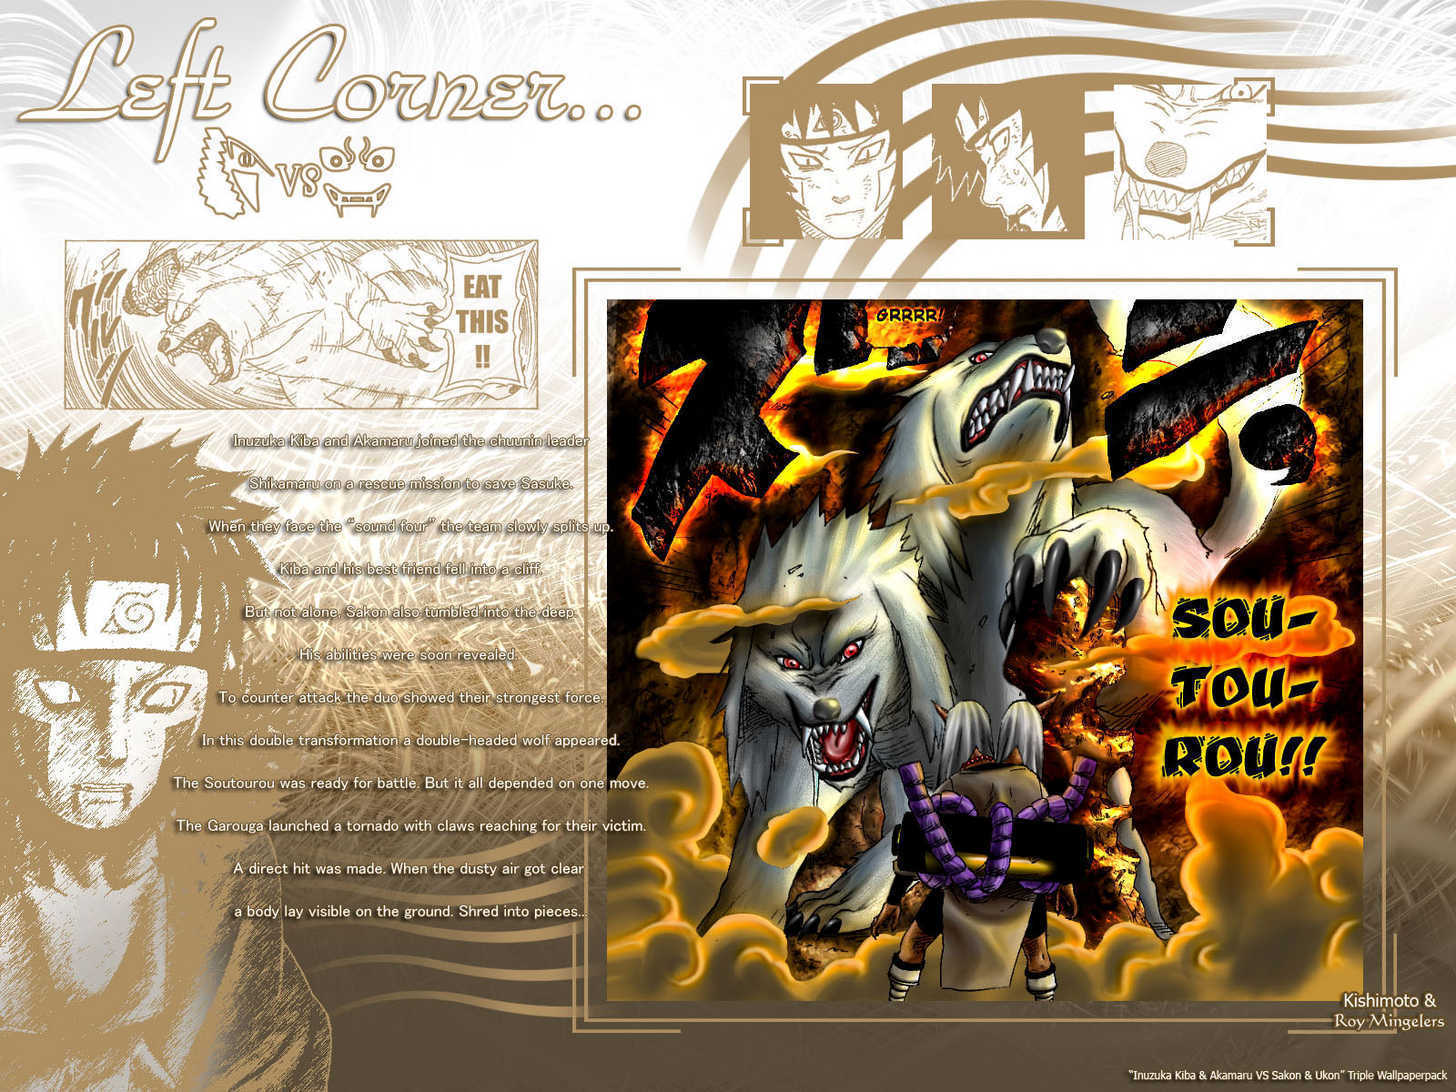 Left Corner...
VS
EAT
THIS
!!
Inuzuka Kiba and Akamaru joined the chuunin leader
Shikamaru on a rescue mission to save Sasuke.
When they face the "sound four" the team slowly splits up.
Kiba and his best friend fell into a cliff.
But not alone, Sakon also tumbled into the deep.
His abilities were soon revealed.
To counter attack the duo showed their strongest force.
In this double transformation a double-headed wolf appeared.
The Soutourou was ready for battle. But it all depended on one move.
The Garouga launched a tornado with claws reaching for their victim.
A direct hit was made. When the dusty air got clear
a body lay visible on the ground. Shred into pieces...
GRRRR!
SOU-
TOU-
ROU!!
Kishimoto &
Roy Mingelers
"Inuzuka Kiba & Akamaru VS Sakon & Ukon" Triple Wallpaperpack